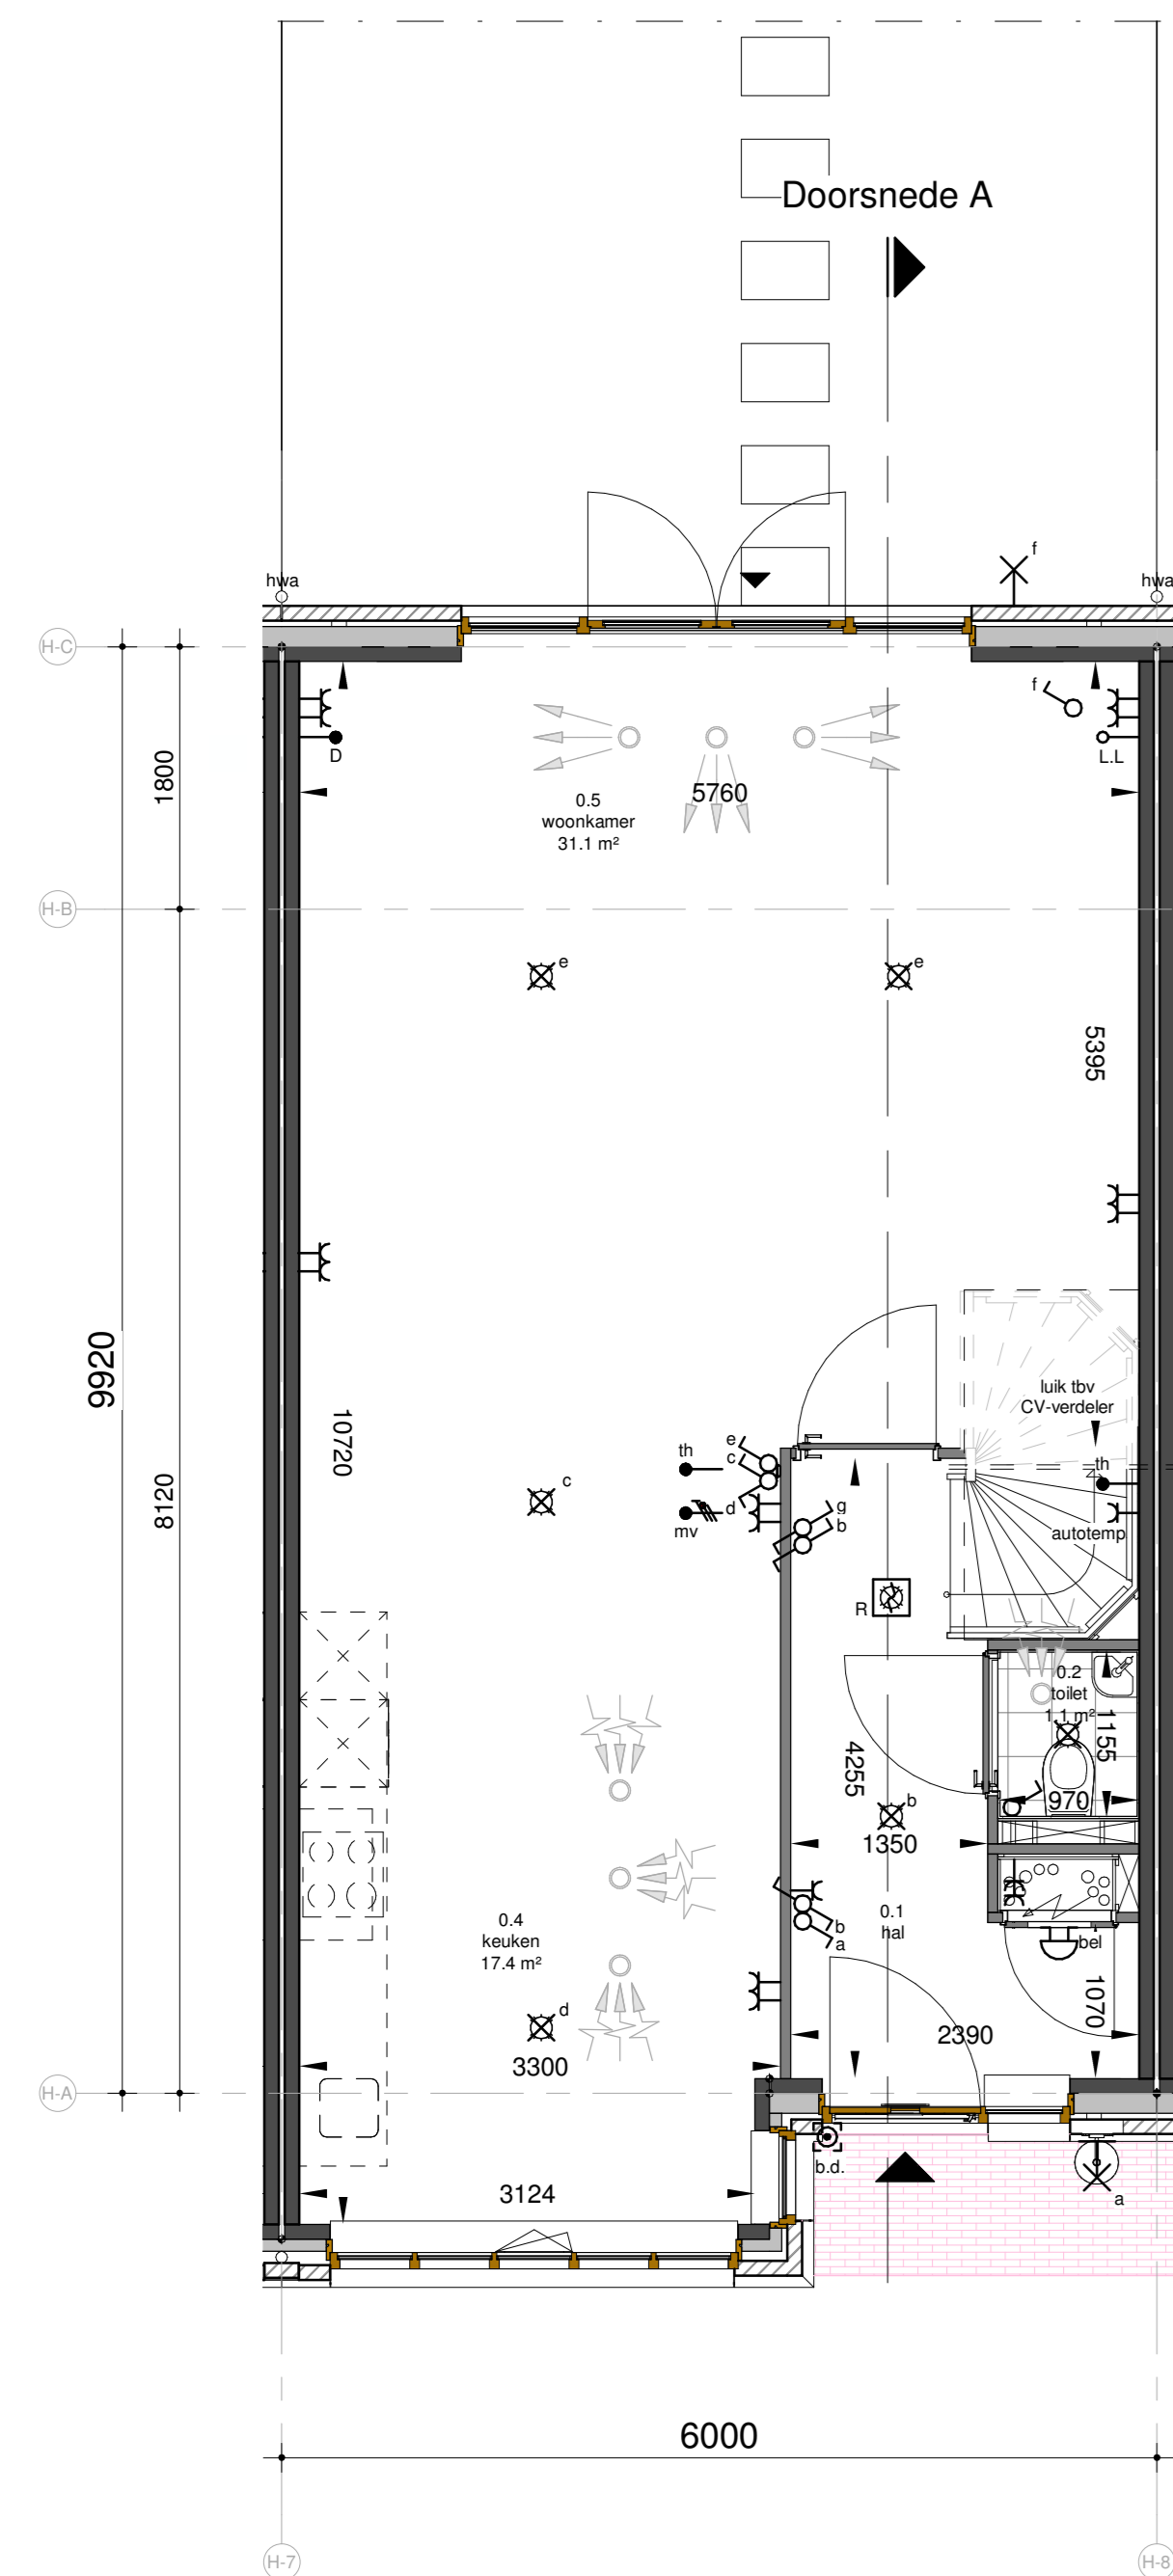 Doorsnede A
f
hwa
hwa
H-C
f
D
L.L
1800
5760
0.5
woonkamer
31.1 m²
H-B
e
e
5395
9920
luik tbv
CV-verdeler
10720
e
th
c
th
8120
c
d
g
mv
b
autotemp
R
0.2
toilet
1.1 m²
1155
4255
970
b
1350
0.4
keuken
17.4 m²
0.1
hal
b
a
bel
1070
d
2390
3300
H-A
b.d.
3124
a
6000
H-7
H-8